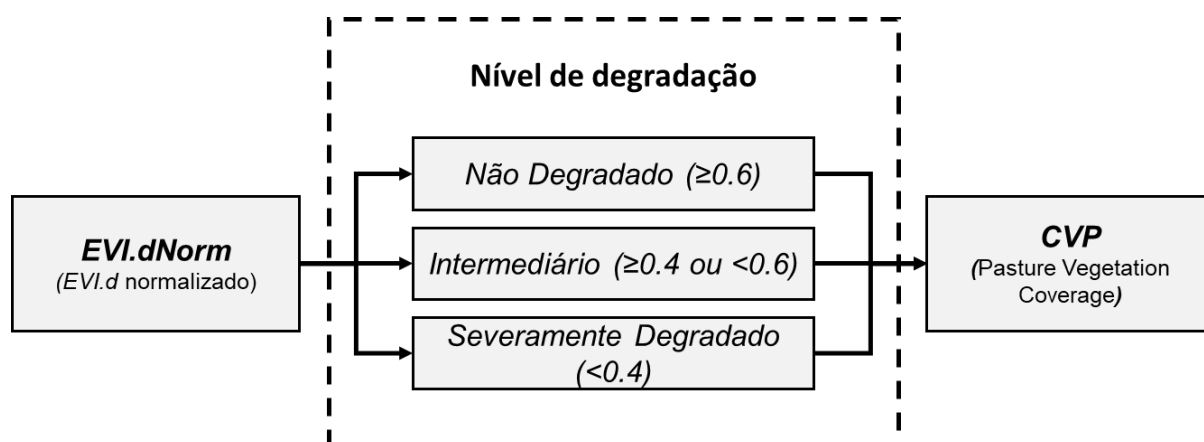 Nível de degradação
EVI.dNorm
(EVI.d normalizado)
Não Degradado (≥0.6)
Intermediário (≥0.4 ou <0.6)
Severamente Degradado
(<0.4)
CVP
(Pasture Vegetation
Coverage)